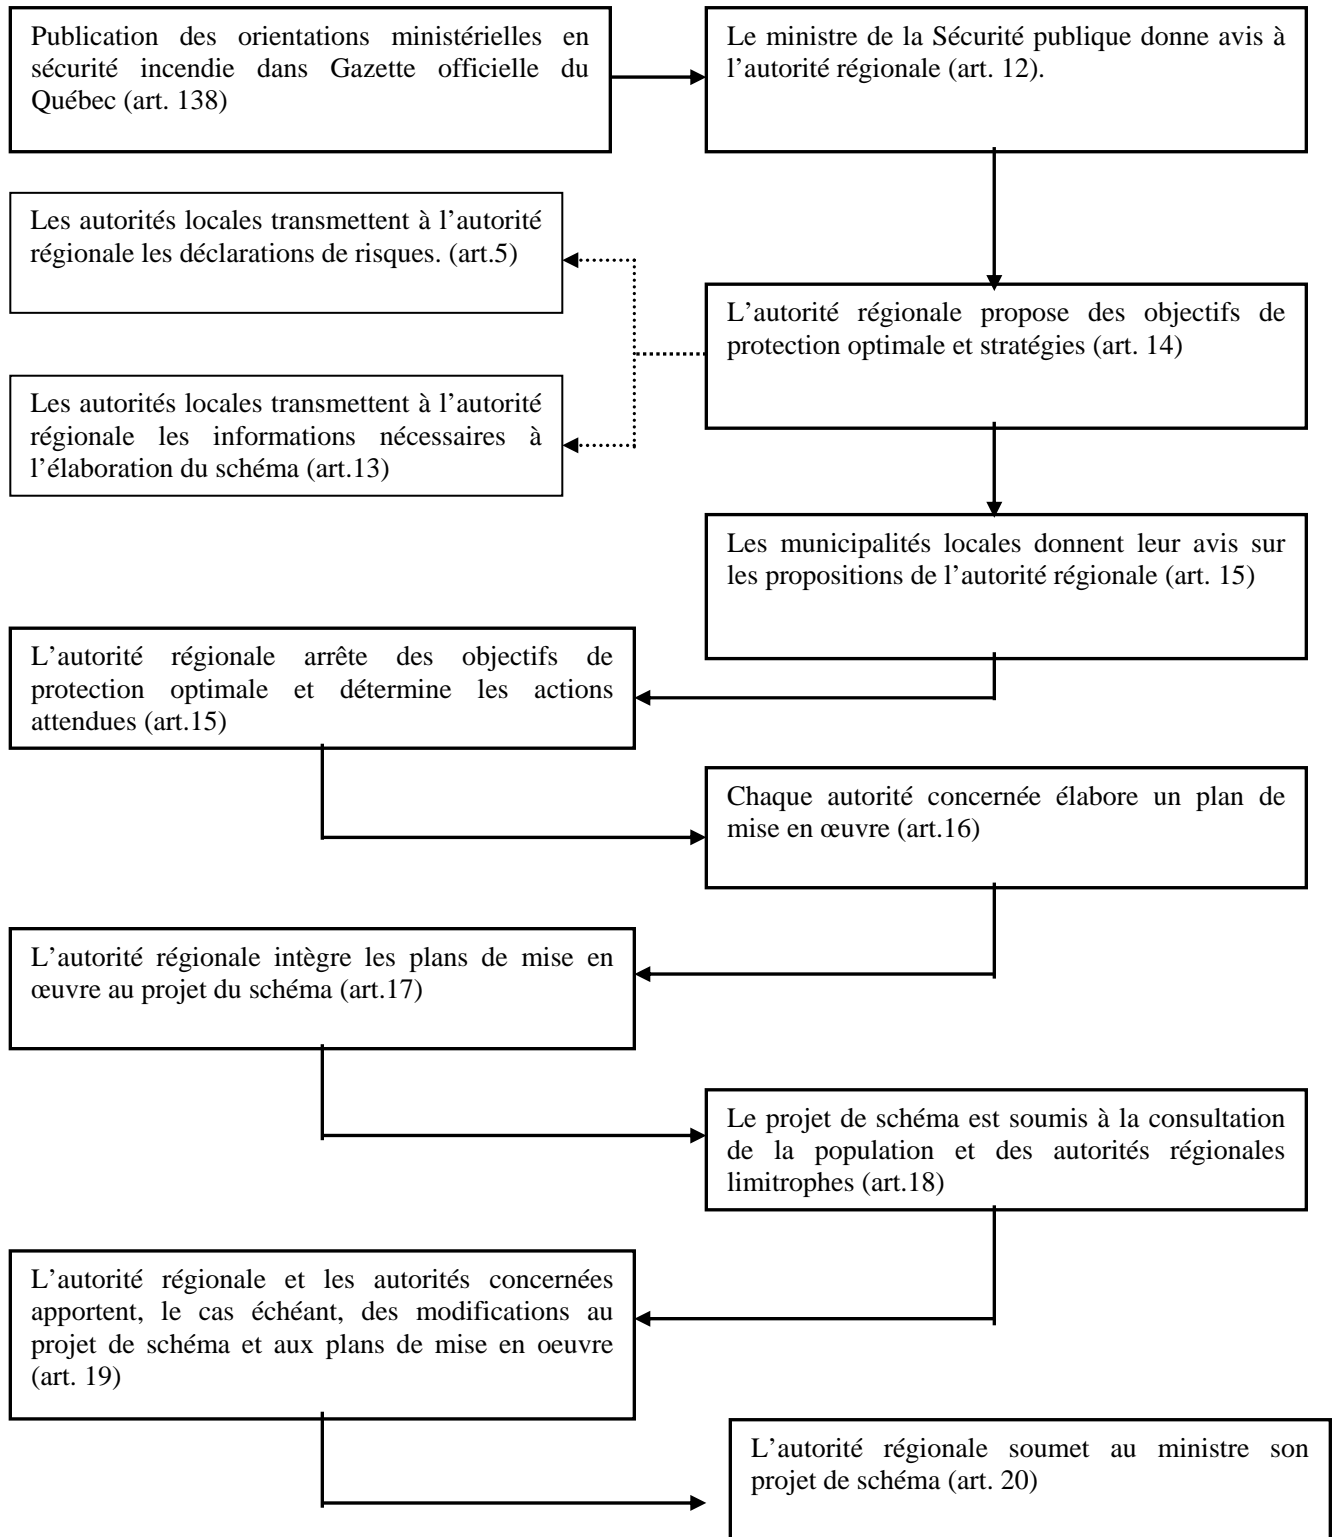 Publication des orientations ministérielles en
sécurité incendie dans Gazette officielle du
Québec (art. 138)
Le ministre de la Sécurité publique donne avis à
l’autorité régionale (art. 12).
Les autorités locales transmettent à l’autorité
régionale les déclarations de risques. (art.5)
L’autorité régionale propose des objectifs de
protection optimale et stratégies (art. 14)
Les autorités locales transmettent à l’autorité
régionale les informations nécessaires à
l’élaboration du schéma (art.13)
Les municipalités locales donnent leur avis sur
les propositions de l’autorité régionale (art. 15)
L’autorité régionale arrête des objectifs de
protection optimale et détermine les actions
attendues (art.15)
Chaque autorité concernée élabore un plan de
mise en œuvre (art.16)
L’autorité régionale intègre les plans de mise en
œuvre au projet du schéma (art.17)
Le projet de schéma est soumis à la consultation
de la population et des autorités régionales
limitrophes (art.18)
L’autorité régionale et les autorités concernées
apportent, le cas échéant, des modifications au
projet de schéma et aux plans de mise en oeuvre
(art. 19)
L’autorité régionale soumet au ministre son
projet de schéma (art. 20)